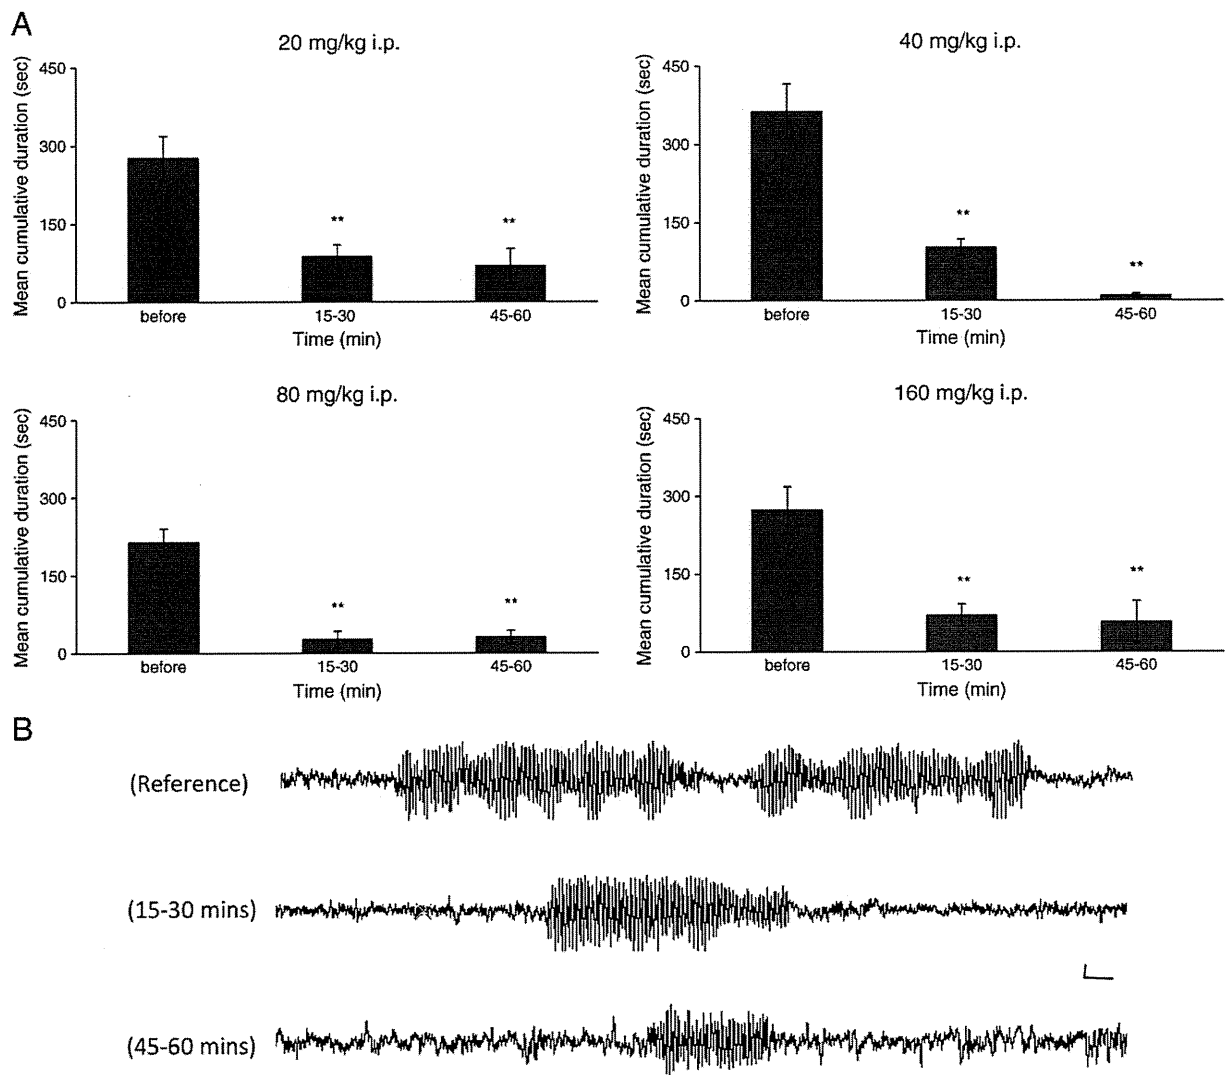 A
20 mg/kg i.p.
Mean cumulative duration (sec)
450
300
150
0
**
**
before
15-30
45-60
Time (min)
40 mg/kg i.p.
Mean cumulative duration (sec)
450
300
150
0
**
**
before
15-30
45-60
Time (min)
80 mg/kg i.p.
Mean cumulative duration (sec)
450
300
150
0
**
**
before
15-30
45-60
Time (min)
160 mg/kg i.p.
Mean cumulative duration (sec)
450
300
150
0
**
**
before
15-30
45-60
Time (min)
B
(Reference)
(15-30 mins)
(45-60 mins)